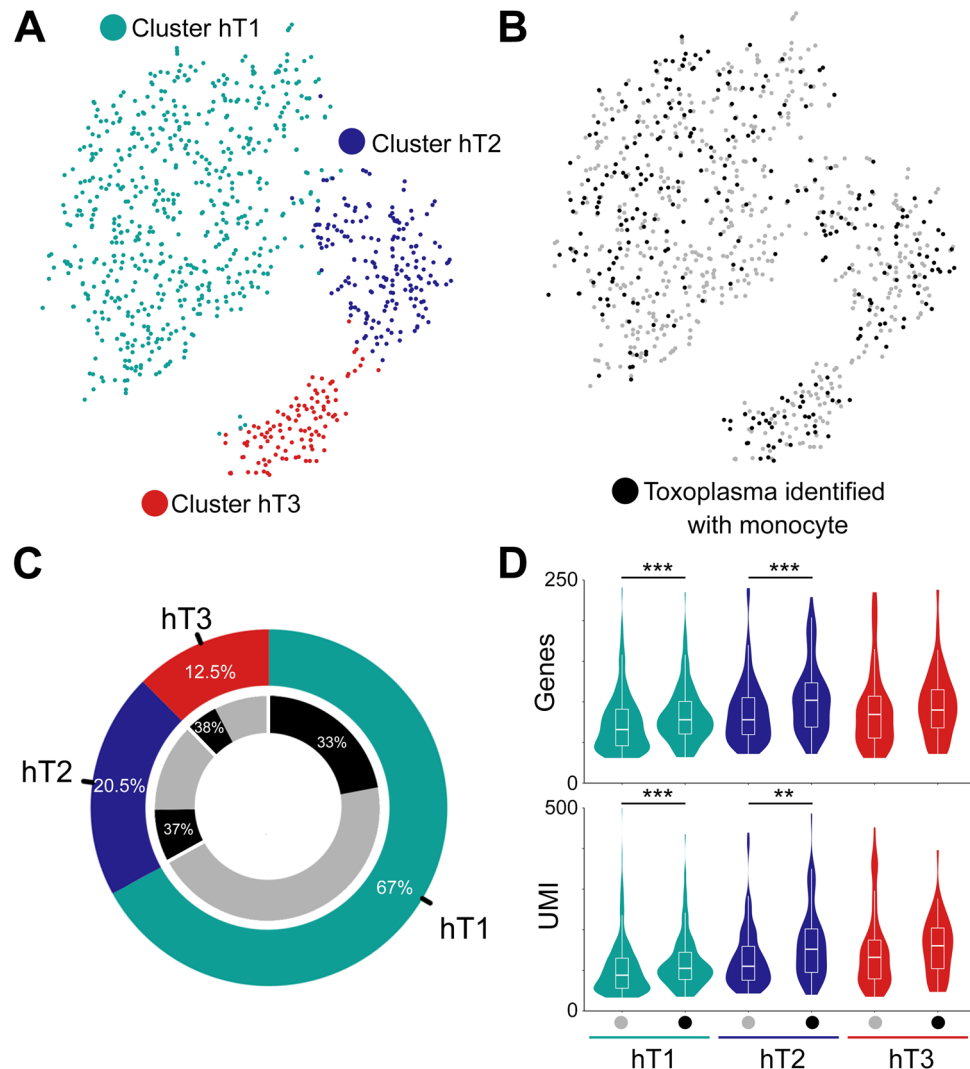 A
Cluster hT1
Cluster hT2
Cluster hT3
B
Toxoplasma identified
with monocyte
C
hT3
12.5%
38%
33%
hT2
20.5%
37%
67%
hT1
D
***
***
250
Genes
0
***
**
500
UMI
0
hT1
hT2
hT3